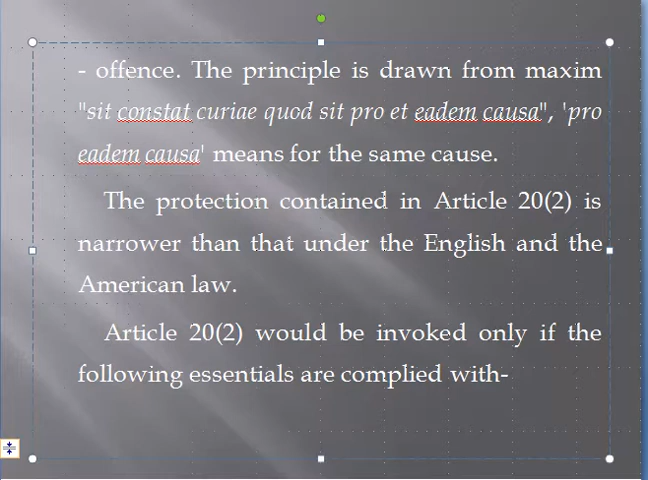 - offence. The principle is drawn from maxim
"sit constat curiae quod sit pro et eadem causa", 'pro
eadem causa' means for the same cause.
The protection contained in Article 20(2) is
narrower than that under the English and the
American law.
Article 20(2) would be invoked only if the
following essentials are complied with-